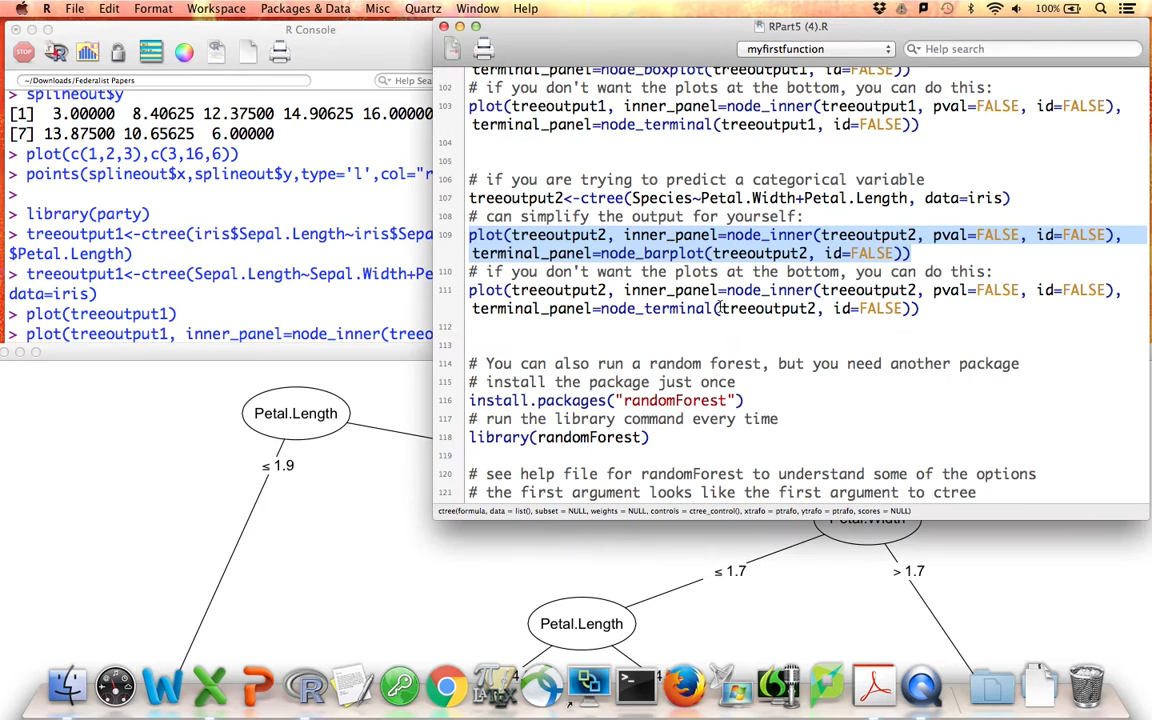 R File Edit Format Workspace Packages & Data Misc Quartz Window Help 100%
R Console
STOP
~/Downloads/Federalist Papers
Help Sea
splineout$y
[1] 3.00000 8.40625 12.37500 14.90625 16.00000
[7] 13.87500 10.65625 6.00000
> plot(c(1,2,3),c(3,16,6))
> points(splineout$x,splineout$y,type='l',col="r
>
> library(party)
> treeoutput1<-ctree(iris$Sepal.Length~iris$Sepa
$Petal.Length)
> treeoutput1<-ctree(Sepal.Length~Sepal.Width+Pe
data=iris)
> plot(treeoutput1)
> plot(treeoutput1, inner_panel=node_inner(treeo
RPart5 (4).R
myfirstfunction
Help search
terminal_panel=node_boxplot(treeoutput1, id=FALSE))
102 # if you don't want the plots at the bottom, you can do this:
103 plot(treeoutput1, inner_panel=node_inner(treeoutput1, pval=FALSE, id=FALSE),
terminal_panel=node_terminal(treeoutput1, id=FALSE))
104
105
106 # if you are trying to predict a categorical variable
107 treeoutput2<-ctree(Species~Petal.Width+Petal.Length, data=iris)
108 # can simplify the output for yourself:
109 plot(treeoutput2, inner_panel=node_inner(treeoutput2, pval=FALSE, id=FALSE),
terminal_panel=node_barplot(treeoutput2, id=FALSE))
110 # if you don't want the plots at the bottom, you can do this:
111 plot(treeoutput2, inner_panel=node_inner(treeoutput2, pval=FALSE, id=FALSE),
terminal_panel=node_terminal(treeoutput2, id=FALSE))
112
113
114 # You can also run a random forest, but you need another package
115 # install the package just once
116 install.packages("randomForest")
117 # run the library command every time
118 library(randomForest)
119
120 # see help file for randomForest to understand some of the options
121 # the first argument looks like the first argument to ctree
ctree(formula, data = list(), subset = NULL, weights = NULL, controls = ctree_control(), xtrafo = ptrafo, ytrafo = ptrafo, scores = NULL)
Petal.Length
≤ 1.9
Petal.Width
≤ 1.7
> 1.7
Petal.Length